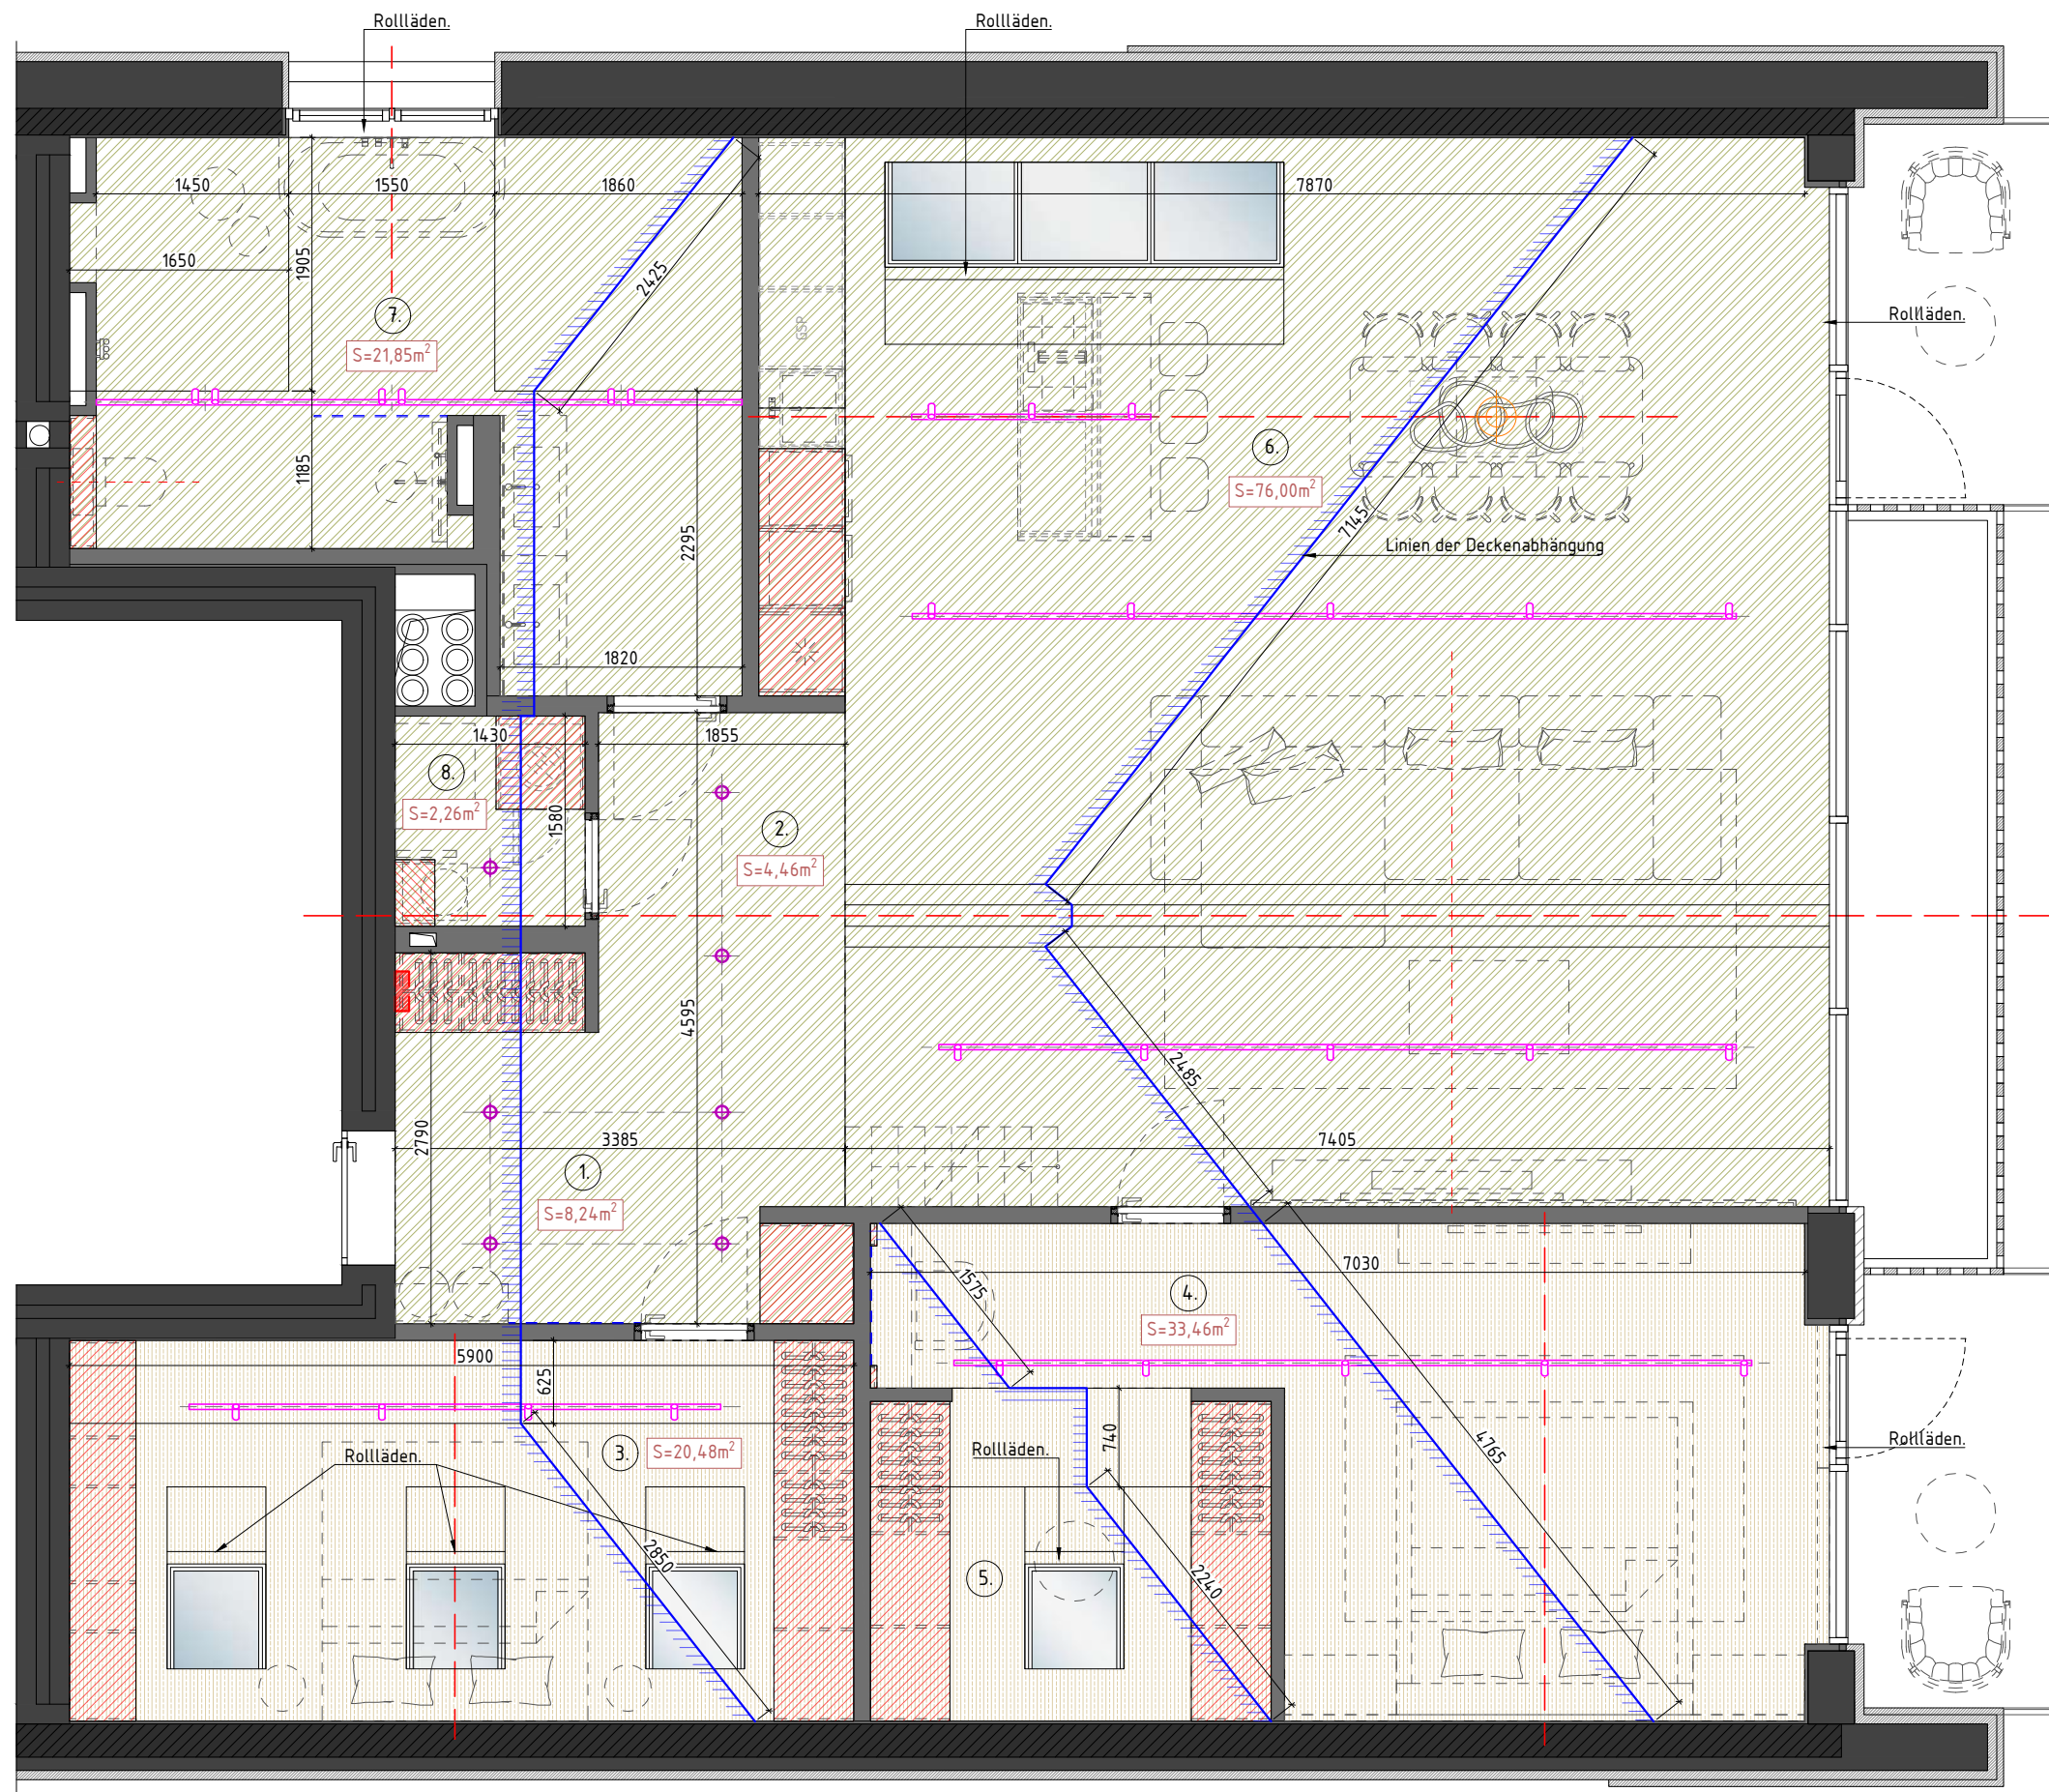 Rollläden.
Rollläden.
1450
1550
1860
7870
1650
1905
2425
7.
S=21,85m²
Rollläden.
GSP
6.
S=76,00m²
1185
7145
Linien der Deckenabhängung
2295
1820
1430
1855
8.
S=2,26m²
1580
2.
S=4,46m²
4595
2485
2790
3385
7405
1.
S=8,24m²
1575
7030
4.
S=33,46m²
5900
625
740
4765
3.
S=20,48m²
Rollläden.
Rollläden.
Rollläden.
2850
5.
2240